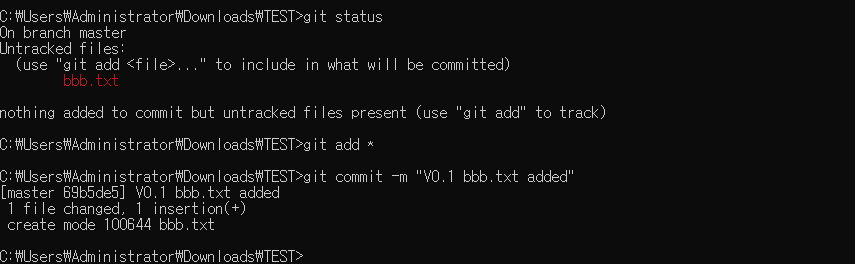 C:₩Users₩Administrator₩Downloads₩TEST>git status
On branch master
Untracked files:
  (use "git add <file>..." to include in what will be committed)
        bbb.txt

nothing added to commit but untracked files present (use "git add" to track)

C:₩Users₩Administrator₩Downloads₩TEST>git add *

C:₩Users₩Administrator₩Downloads₩TEST>git commit -m "V0.1 bbb.txt added"
[master 69b5de5] V0.1 bbb.txt added
 1 file changed, 1 insertion(+)
 create mode 100644 bbb.txt

C:₩Users₩Administrator₩Downloads₩TEST>